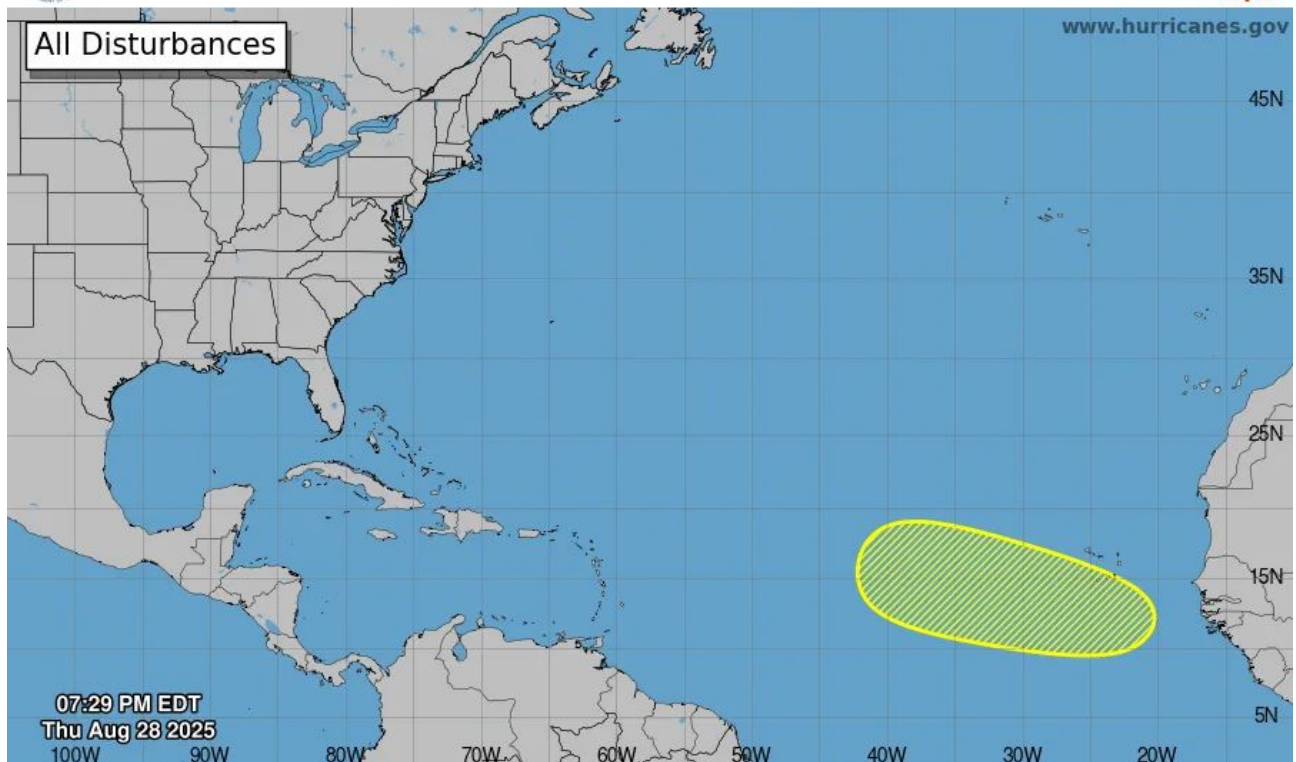 All Disturbances
www.hurricanes.gov
45N
35N
25N
15N
5N
07:29 PM EDT
Thu Aug 28 2025
100W 90W 80W 70W 60W 50W 40W 30W 20W